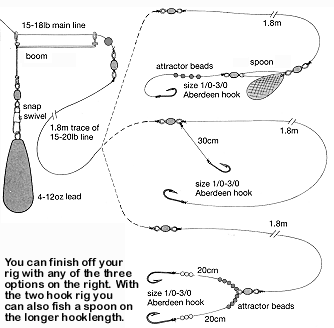 15-18lb main line
boom
snap
swivel
1.8m trace of
15-20lb line
4-12oz lead
1.8m
attractor beads
spoon
size 1/0-3/0
Aberdeen hook
1.8m
30cm
size 1/0-3/0
Aberdeen hook
1.8m
20cm
size 1/0-3/0
Aberdeen hook
attractor beads
20cm
You can finish off your
rig with any of the three
options on the right. With
the two hook rig you
can also fish a spoon on
the longer hooklength.